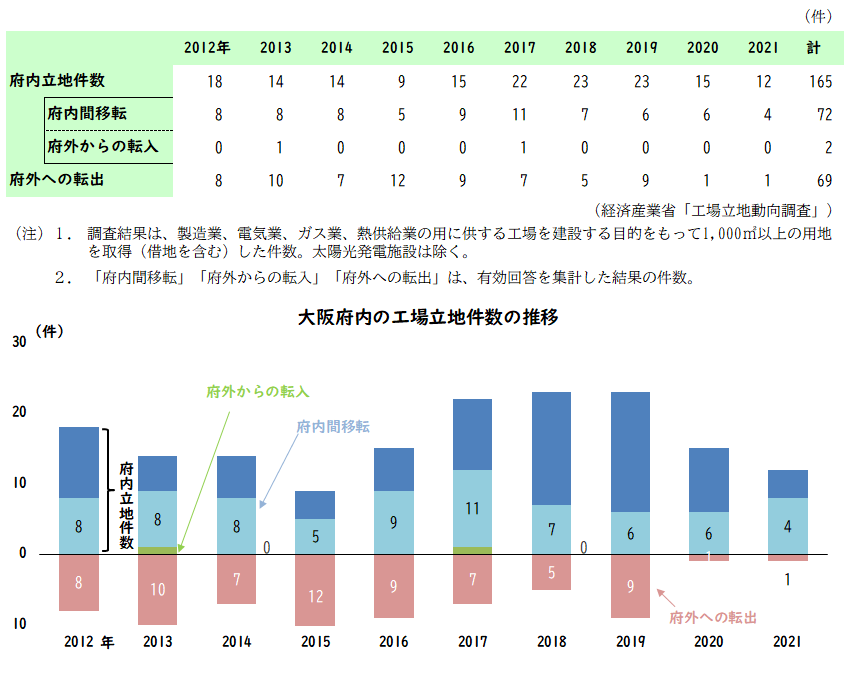 （件）
2012年 2013 2014 2015 2016 2017 2018 2019 2020 2021 計
府内立地件数 18 14 14 9 15 22 23 23 15 12 165
府内間移転 8 8 8 5 9 11 7 6 6 4 72
府外からの転入 0 1 0 0 0 1 0 0 0 0 2
府外への転出 8 10 7 12 9 7 5 9 1 1 69
（経済産業省「工場立地動向調査」）
（注）１． 調査結果は、製造業、電気業、ガス業、熱供給業の用に供する工場を建設する目的をもって1,000㎡以上の用地
を取得（借地を含む）した件数。太陽光発電施設は除く。
２． 「府内間移転」「府外からの転入」「府外への転出」は、有効回答を集計した結果の件数。
大阪府内の工場立地件数の推移
（件）
30
20
10
0
10
府外からの転入
府内間移転
府内立地件数
8 8 8 5 9 11 7 6 6 4
0 0
8 10 7 12 9 7 5 9 1 1
府外への転出
2012 年 2013 2014 2015 2016 2017 2018 2019 2020 2021